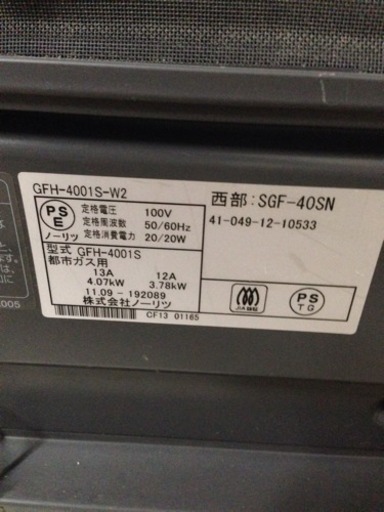 GFH-4001S-W2
PS
E
ノーリツ
定格電圧 100V
定格周波数 50/60Hz
定格消費電力 20/20W
型式 GFH-4001S
都市ガス用
13A 12A
4.07kW 3.78kW
11.09 - 192089
株式会社ノーリツ
西部: SGF-40SN
41-049-12-10533
PS
TG
CF13 01165